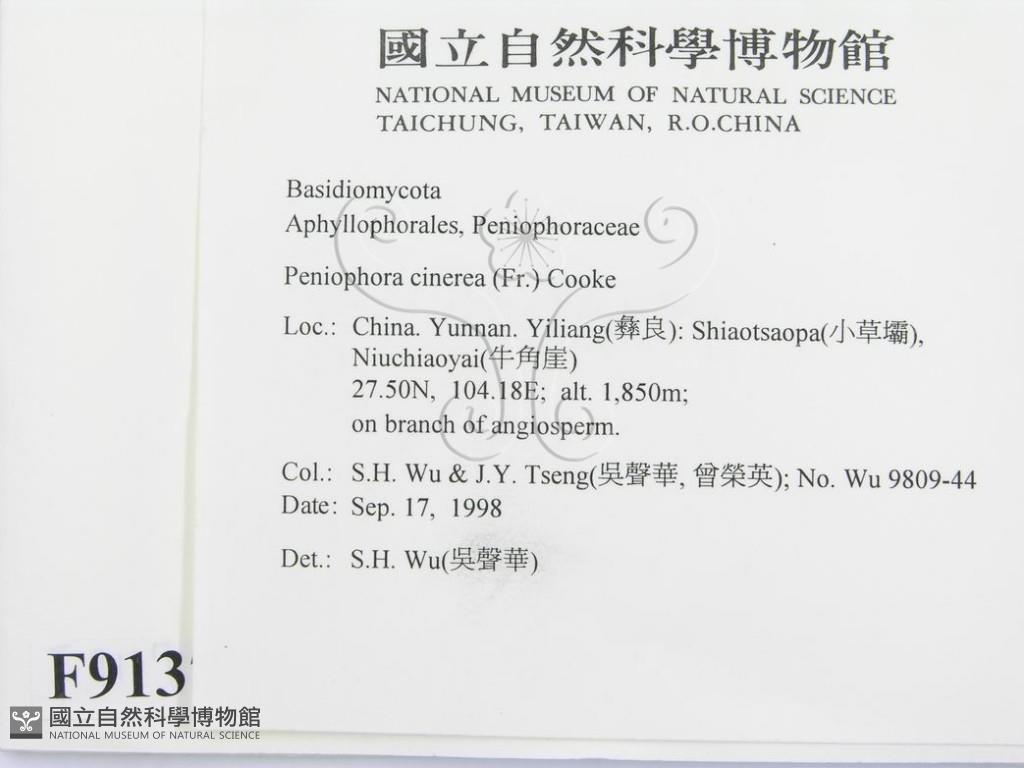 國立自然科學博物館
NATIONAL MUSEUM OF NATURAL SCIENCE
TAICHUNG, TAIWAN, R.O.CHINA
Basidiomycota
Aphyllophorales, Peniophoraceae
Peniophora cinerea (Fr.) Cooke
Loc.: China. Yunnan. Yiliang(彝良): Shiaotsaopa(小草壩),
Niuchiaoyai(牛角崖)
27.50N, 104.18E; alt. 1,850m;
on branch of angiosperm.
Col.: S.H. Wu & J.Y. Tseng(吳聲華, 曾榮英); No. Wu 9809-44
Date: Sep. 17, 1998
Det.: S.H. Wu(吳聲華)
F913
國立自然科學博物館
NATIONAL MUSEUM OF NATURAL SCIENCE